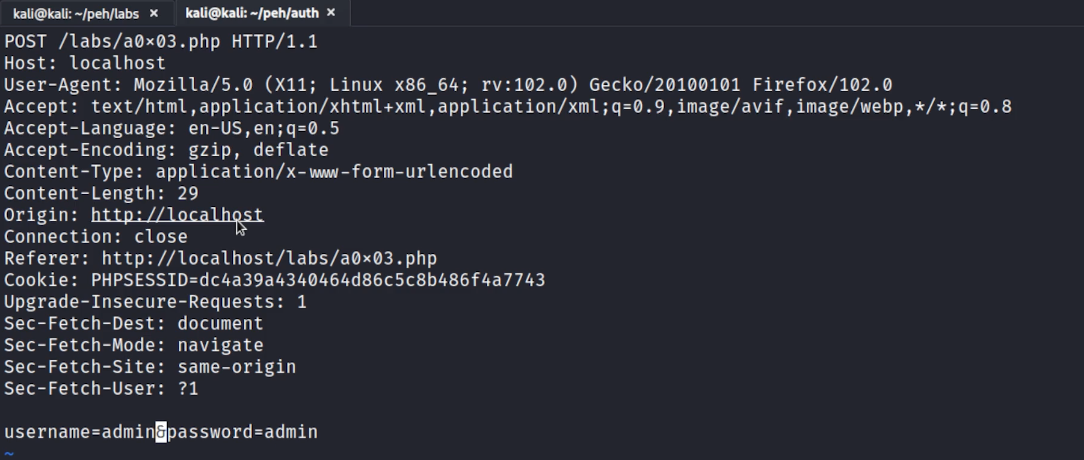 kali@kali: ~/peh/labs × kali@kali: ~/peh/auth ×
POST /labs/a0x03.php HTTP/1.1
Host: localhost
User-Agent: Mozilla/5.0 (X11; Linux x86_64; rv:102.0) Gecko/20100101 Firefox/102.0
Accept: text/html,application/xhtml+xml,application/xml;q=0.9,image/avif,image/webp,*/*;q=0.8
Accept-Language: en-US,en;q=0.5
Accept-Encoding: gzip, deflate
Content-Type: application/x-www-form-urlencoded
Content-Length: 29
Origin: http://localhost
Connection: close
Referer: http://localhost/labs/a0x03.php
Cookie: PHPSESSID=dc4a39a4340464d86c5c8b486f4a7743
Upgrade-Insecure-Requests: 1
Sec-Fetch-Dest: document
Sec-Fetch-Mode: navigate
Sec-Fetch-Site: same-origin
Sec-Fetch-User: ?1
username=admin&password=admin
~